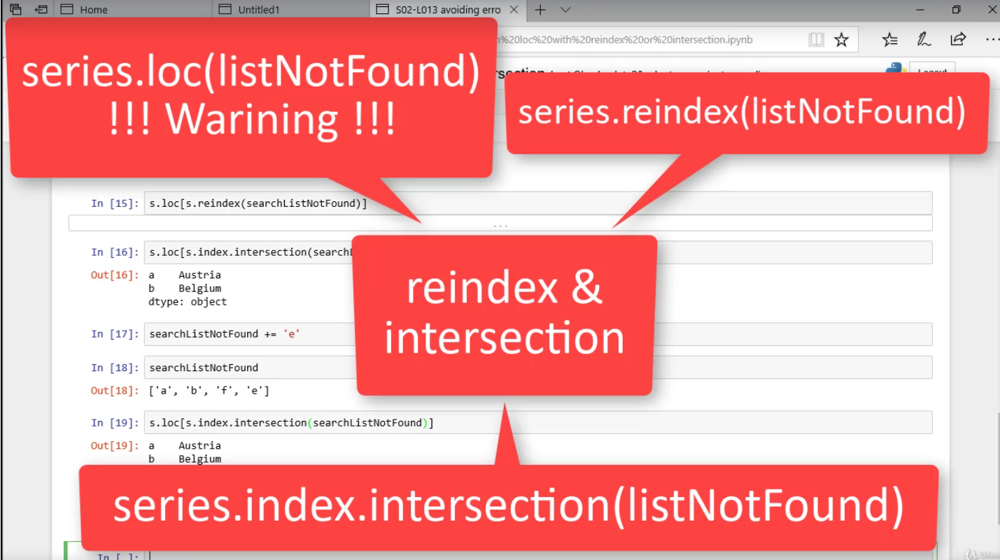 Home
Untitled1
S02-L013 avoiding erro
n%20loc%20with%20reindex%20or%20intersection.ipynb
series.loc(listNotFound)
!!! Warining !!!
series.reindex(listNotFound)
In [15]: s.loc[s.reindex(searchListNotFound)]
...
In [16]: s.loc[s.index.intersection(searchL
Out[16]: a Austria
b Belgium
dtype: object
reindex &
intersection
In [17]: searchListNotFound += 'e'
In [18]: searchListNotFound
Out[18]: ['a', 'b', 'f', 'e']
In [19]: s.loc[s.index.intersection(searchListNotFound)]
Out[19]: a Austria
b Belgium
series.index.intersection(listNotFound)
In [ ]: